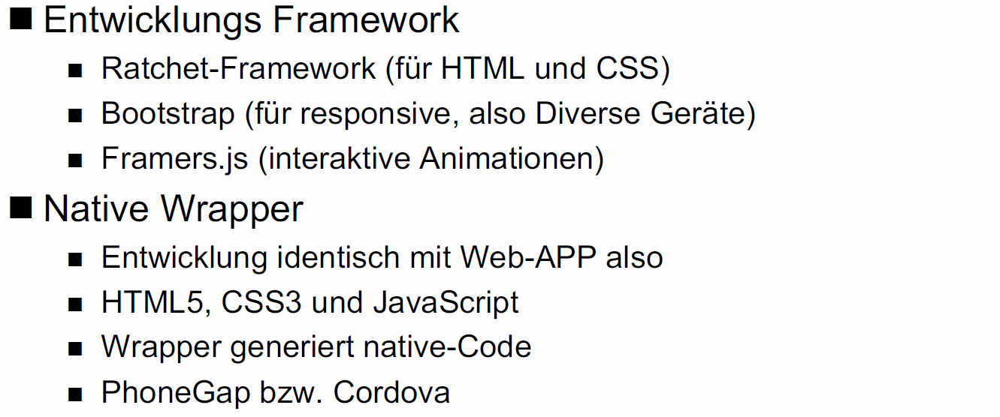 Entwicklungs Framework
Ratchet-Framework (für HTML und CSS)
Bootstrap (für responsive, also Diverse Geräte)
Framers.js (interaktive Animationen)
Native Wrapper
Entwicklung identisch mit Web-APP also
HTML5, CSS3 und JavaScript
Wrapper generiert native-Code
PhoneGap bzw. Cordova